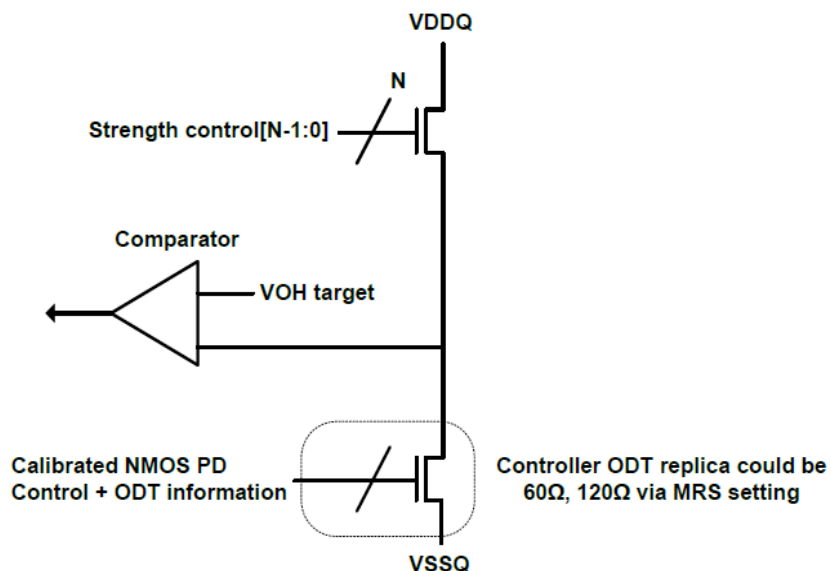 VDDQ
N
Strength control[N-1:0]
Comparator
VOH target
Calibrated NMOS PD
Control + ODT information
Controller ODT replica could be
60Ω, 120Ω via MRS setting
VSSQ